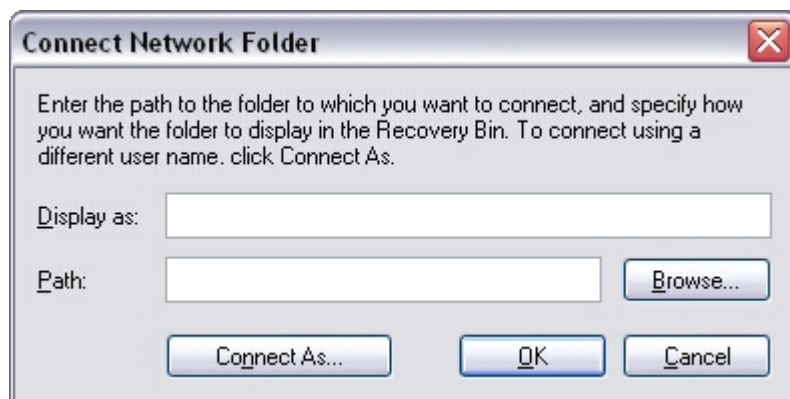 Connect Network Folder
Enter the path to the folder to which you want to connect, and specify how
you want the folder to display in the Recovery Bin. To connect using a
different user name. click Connect As.
Display as:
Path:
Browse...
Connect As...
OK
Cancel